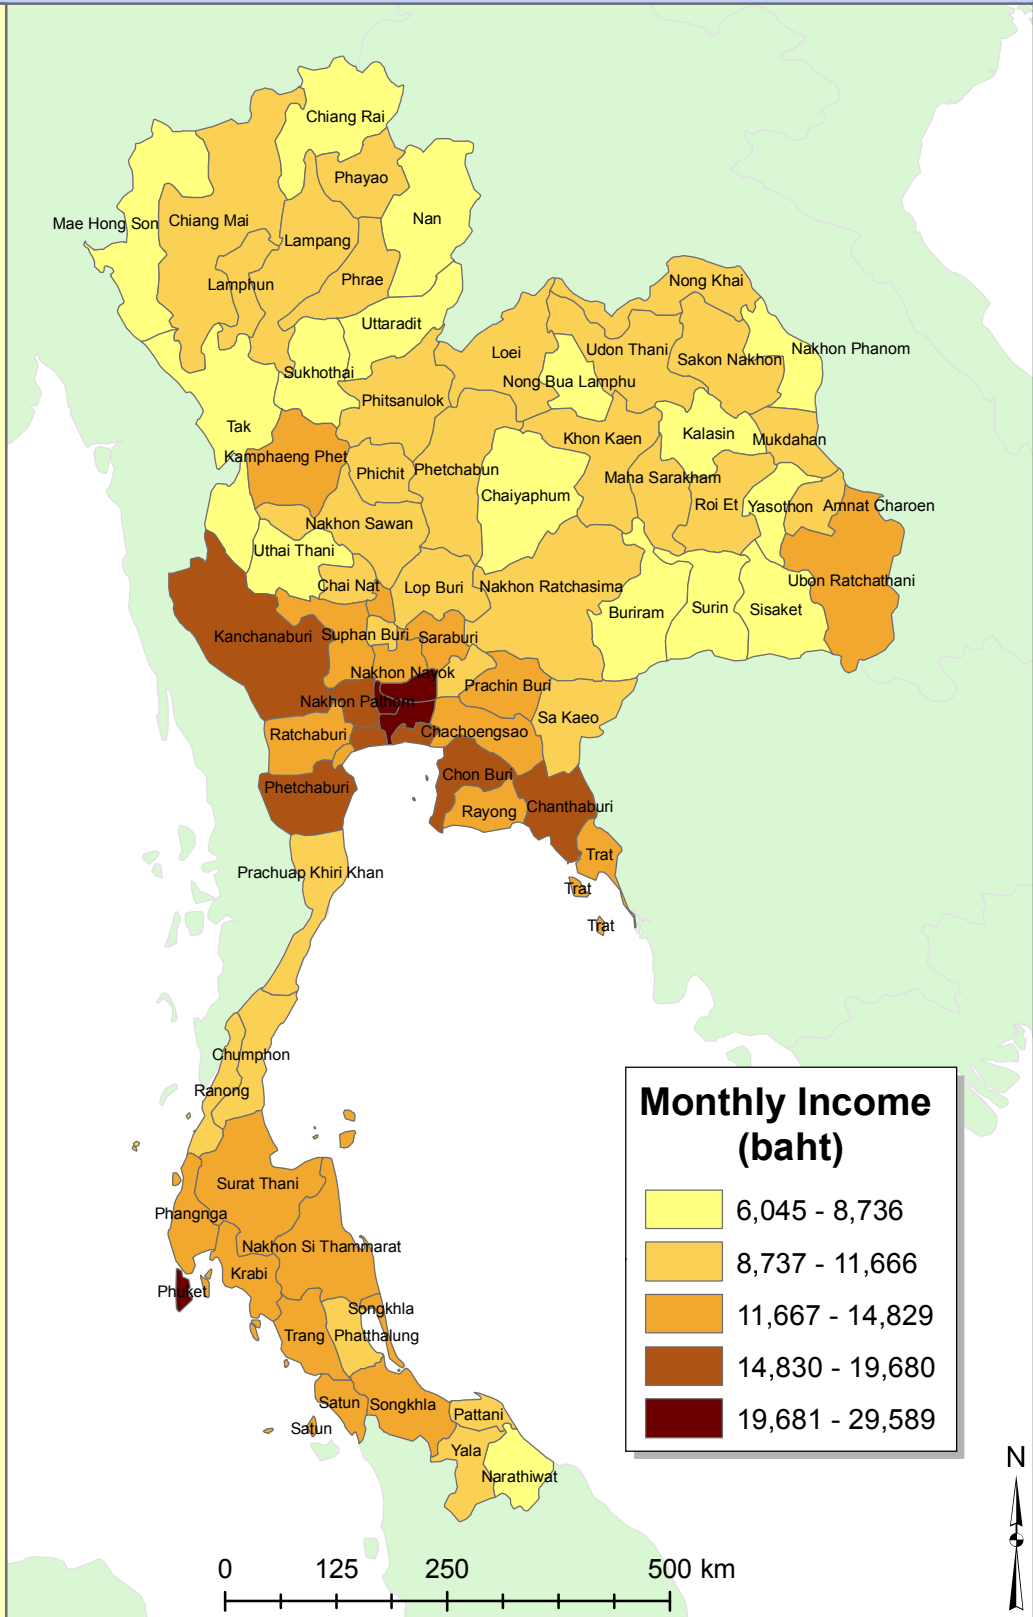 Chiang Rai
Phayao
Mae Hong Son
Chiang Mai
Nan
Lampang
Phrae
Lamphun
Nong Khai
Uttaradit
Nakhon Phanom
Loei
Udon Thani
Sakon Nakhon
Sukhothai
Nong Bua Lamphu
Phitsanulok
Tak
Khon Kaen
Kalasin
Mukdahan
Kamphaeng Phet
Phichit
Phetchabun
Maha Sarakham
Chaiyaphum
Roi Et
Yasothon
Amnat Charoen
Nakhon Sawan
Uthai Thani
Chai Nat
Lop Buri
Nakhon Ratchasima
Ubon Ratchathani
Buriram
Surin
Sisaket
Kanchanaburi
Suphan Buri
Saraburi
Nakhon Nayok
Prachin Buri
Nakhon Pathom
Sa Kaeo
Ratchaburi
Chachoengsao
Phetchaburi
Chon Buri
Chanthaburi
Rayong
Trat
Prachuap Khiri Khan
Trat
Trat
Chumphon
Ranong
Surat Thani
Phangnga
Nakhon Si Thammarat
Krabi
Phuket
Songkhla
Trang
Phatthalung
Satun
Songkhla
Pattani
Satun
Yala
Narathiwat
Monthly Income
(baht)
6,045 - 8,736
8,737 - 11,666
11,667 - 14,829
14,830 - 19,680
19,681 - 29,589
N
0 125 250 500 km